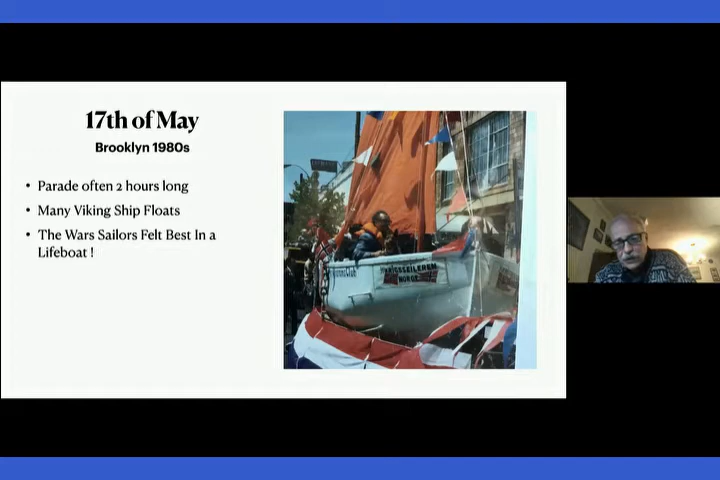 17th of May
Brooklyn 1980s
• Parade often 2 hours long
• Many Viking Ship Floats
• The Wars Sailors Felt Best In a
Lifeboat !
KRIGSSEILEREN
NORGE